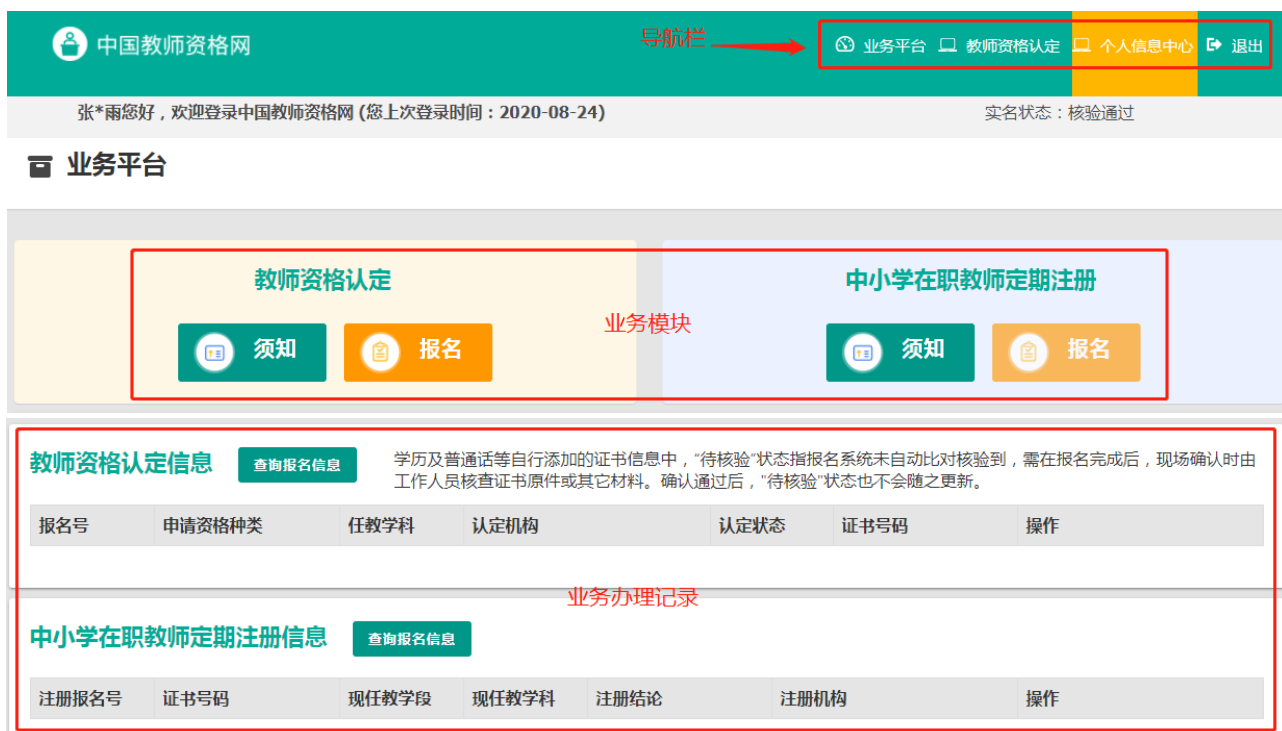 中国教师资格网
导航栏
业务平台 教师资格认定 个人信息中心 退出
张*雨您好，欢迎登录中国教师资格网 (您上次登录时间：2020-08-24)
实名状态：核验通过
业务平台
教师资格认定
中小学在职教师定期注册
业务模块
须知 报名
须知 报名
教师资格认定信息 查询报名信息
学历及普通话等自行添加的证书信息中，"待核验"状态指报名系统未自动比对核验到，需在报名完成后，现场确认时由
工作人员核查证书原件或其它材料。确认通过后，"待核验"状态也不会随之更新。
报名号 申请资格种类 任教学科 认定机构 认定状态 证书号码 操作
业务办理记录
中小学在职教师定期注册信息 查询报名信息
注册报名号 证书号码 现任教学段 现任教学科 注册结论 注册机构 操作